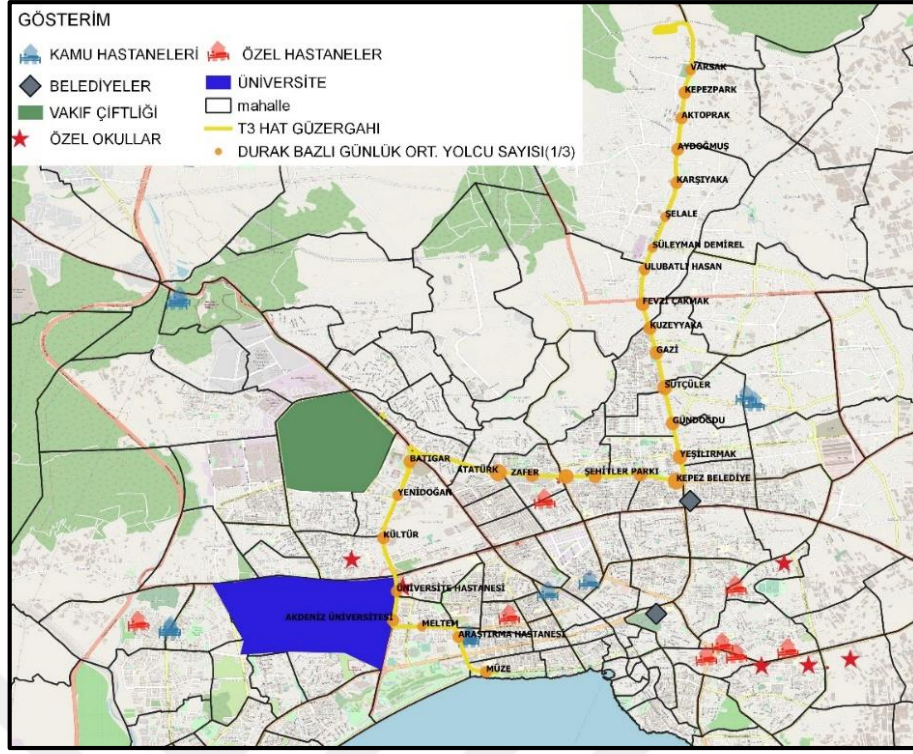 GÖSTERİM
KAMU HASTANELERİ
ÖZEL HASTANELER
BELEDİYELER
ÜNİVERSİTE
VAKIF ÇİFTLİĞİ
mahalle
ÖZEL OKULLAR
T3 HAT GÜZERGAHI
DURAK BAZLI GÜNLÜK ORT. YOLCU SAYISI(1/3)
VARSAK
KEPEZPARK
AKTOPRAK
AYDOĞMUŞ
KARŞIYAKA
ŞELALE
SÜLEYMAN DEMİREL
ULUBATLI HASAN
FEVZİ ÇAKMAK
KUZEYYAKA
GAZİ
SÜTÇÜLER
GÜNDOĞDU
YEŞİLIRMAK
BATIGAR
ATATÜRK
ZAFER
ŞEHİTLER PARKI
KEPEZ BELEDİYE
YENİDOĞAN
KÜLTÜR
ÜNİVERSİTE HASTANESİ
AKDENİZ ÜNİVERSİTESİ
MELTEM
ARAŞTIRMA HASTANESİ
MÜZE